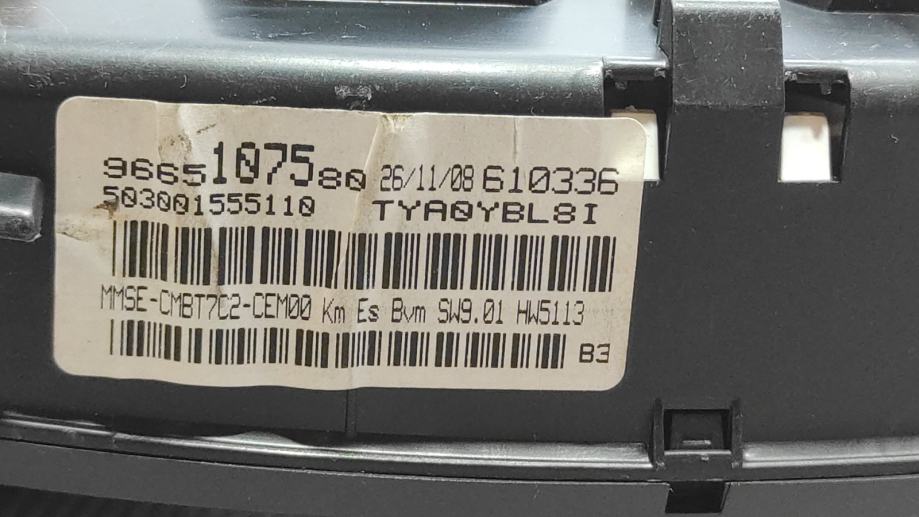 9665107580 26/11/08 610336
503001555110 TYA0YBL8I
MMSE-CMBT7C2-CEM00 Km Es Bvm SW9.01 HW5113
B3